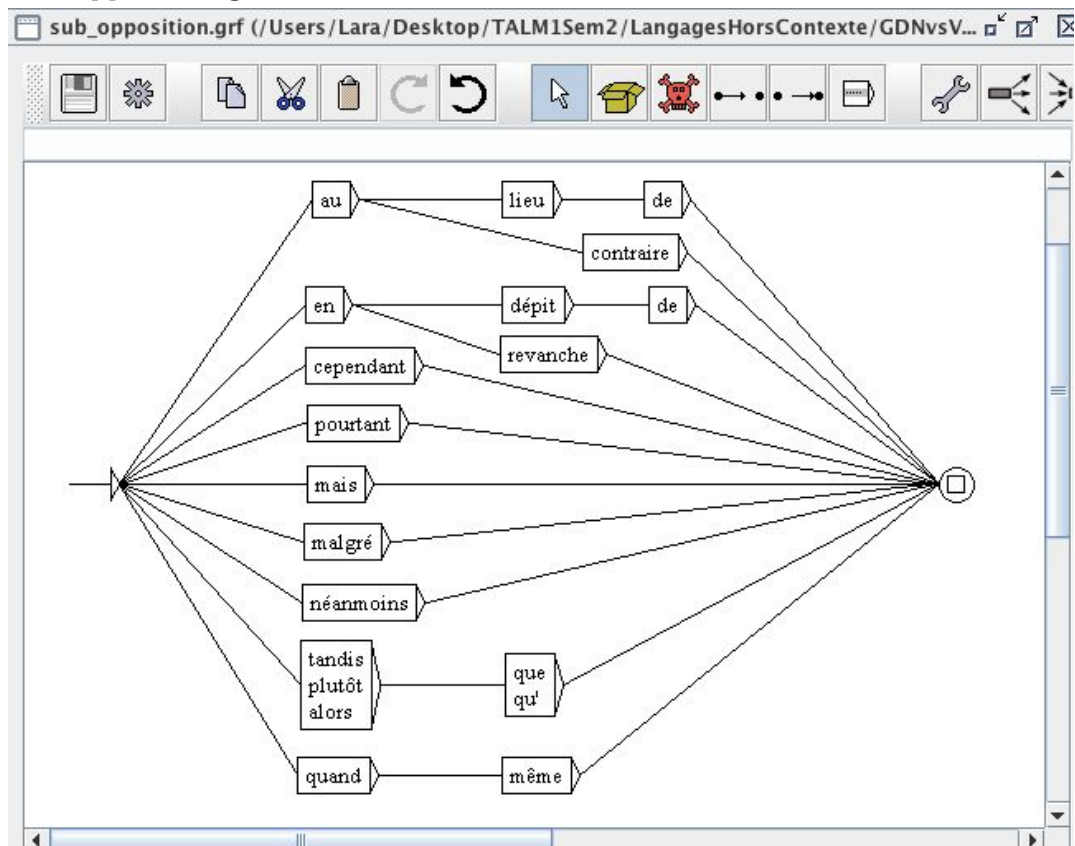 sub_opposition.grf (/Users/Lara/Desktop/TALM1Sem2/LangagesHorsContexte/GDNvsV...
au lieu de
contraire
en dépit de
revanche
cependant
pourtant
mais
malgré
néanmoins
tandis
plutôt
alors
que
qu'
quand même